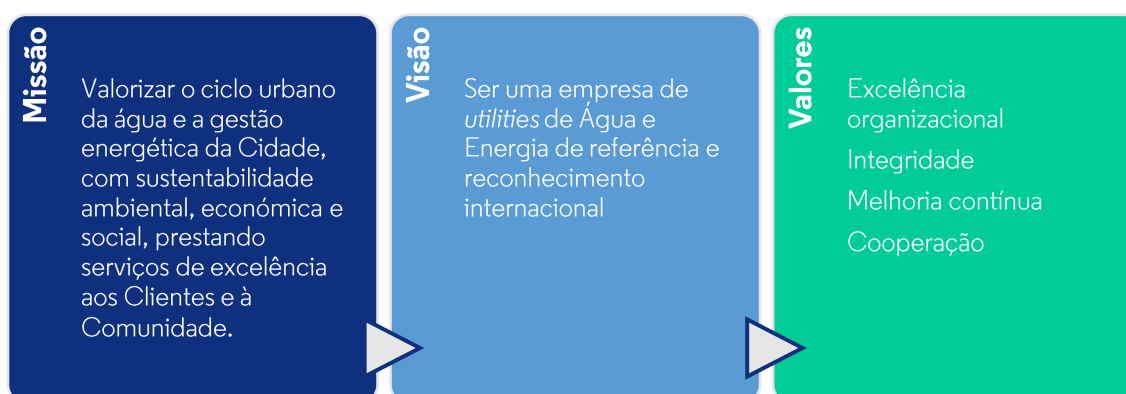 Missão
Valorizar o ciclo urbano
da água e a gestão
energética da Cidade,
com sustentabilidade
ambiental, económica e
social, prestando
serviços de excelência
aos Clientes e à
Comunidade.
Visão
Ser uma empresa de
utilities de Água e
Energia de referência e
reconhecimento
internacional
Valores
Excelência
organizacional
Integridade
Melhoria contínua
Cooperação